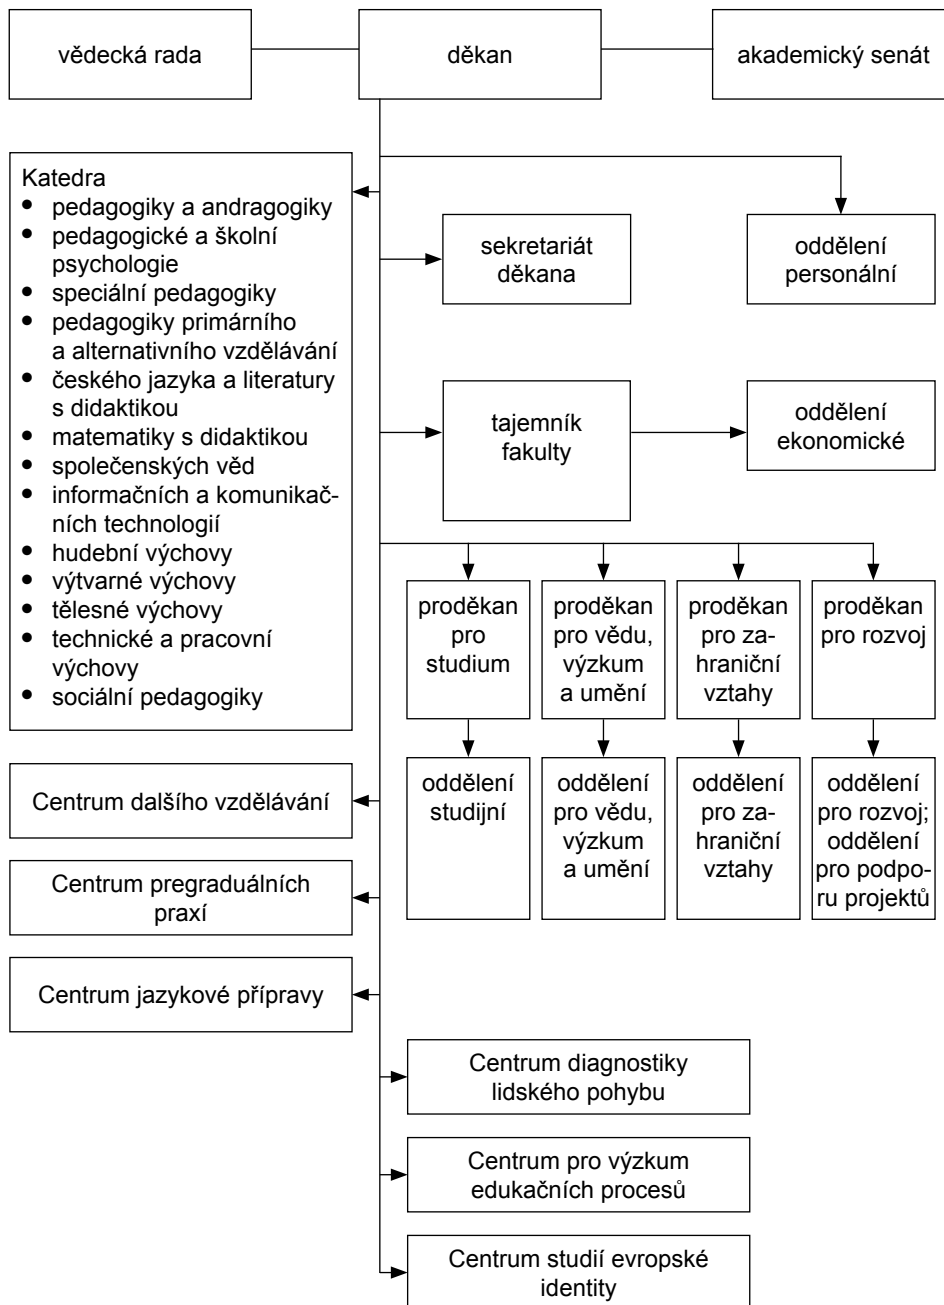 vědecká rada
děkan
akademický senát
Katedra
• pedagogiky a andragogiky
• pedagogické a školní
psychologie
• speciální pedagogiky
• pedagogiky primárního
a alternativního vzdělávání
• českého jazyka a literatury
s didaktikou
• matematiky s didaktikou
• společenských věd
• informačních a komunikač-
ních technologií
• hudební výchovy
• výtvarné výchovy
• tělesné výchovy
• technické a pracovní
výchovy
• sociální pedagogiky
sekretariát
děkana
oddělení
personální
tajemník
fakulty
oddělení
ekonomické
proděkan
pro
studium
proděkan
pro vědu,
výzkum
a umění
proděkan
pro za-
hraniční
vztahy
proděkan
pro rozvoj
oddělení
studijní
oddělení
pro vědu,
výzkum
a umění
oddělení
pro za-
hraniční
vztahy
oddělení
pro rozvoj;
oddělení
pro podpo-
ru projektů
Centrum dalšího vzdělávání
Centrum pregraduálních
praxí
Centrum jazykové přípravy
Centrum diagnostiky
lidského pohybu
Centrum pro výzkum
edukačních procesů
Centrum studií evropské
identity